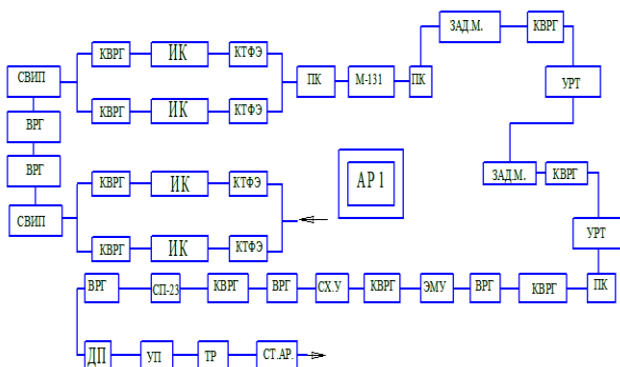 ЗАД.М. КВРГ
КВРГ ИК КТФЭ
СВИП ПК М-131 ПК УРТ
КВРГ ИК КТФЭ
ВРГ
ВРГ ЗАД.М. КВРГ
КВРГ ИК КТФЭ АР 1
СВИП УРТ
КВРГ ИК КТФЭ
ВРГ СП-23 КВРГ ВРГ СХ.У КВРГ ЭМУ ВРГ КВРГ ПК
ДП УП ТР СТ.АР.